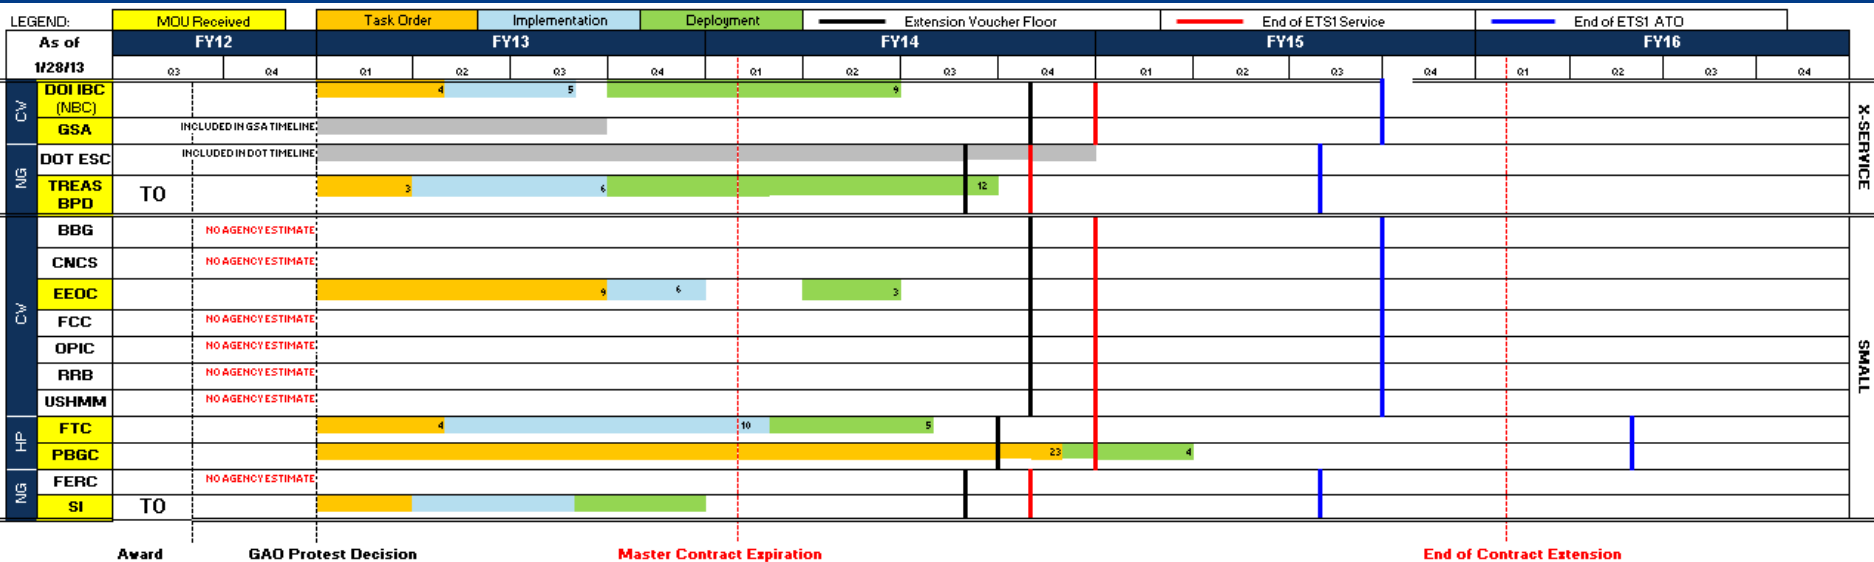 LEGEND: MOU Received Task Order Implementation Deployment Extension Voucher Floor End of ETS1 Service End of ETS1 ATO
As of FY12 FY13 FY14 FY15 FY16
1/28/13 Q3 Q4 Q1 Q2 Q3 Q4 Q1 Q2 Q3 Q4 Q1 Q2 Q3 Q4 Q1 Q2 Q3 Q4
CV
DOI IBC 4 5 9
(NBC)
GSA INCLUDED IN GSA TIMELINE
NG
DOT ESC INCLUDED IN DOT TIMELINE
TREAS
BPD TO 3 6 12
X-SERVICE
CV
BBG NO AGENCY ESTIMATE
CNCS NO AGENCY ESTIMATE
EEOC 9 6 3
FCC NO AGENCY ESTIMATE
OPIC NO AGENCY ESTIMATE
RRB NO AGENCY ESTIMATE
USHMM NO AGENCY ESTIMATE
HP
FTC 4 10 5
PBGC 23 4
NG
FERC NO AGENCY ESTIMATE
SI TO
SMALL
Award GAO Protest Decision Master Contract Expiration End of Contract Extension